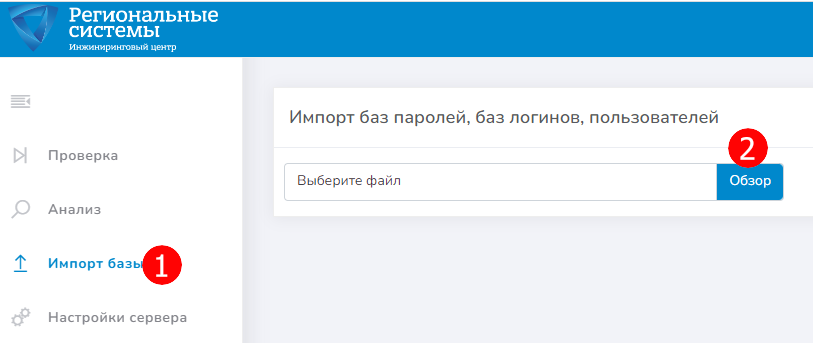 Региональные
системы
Инжиниринговый центр
Импорт баз паролей, баз логинов, пользователей
2
Выберите файл
Обзор
Проверка
Анализ
Импорт базы
1
Настройки сервера